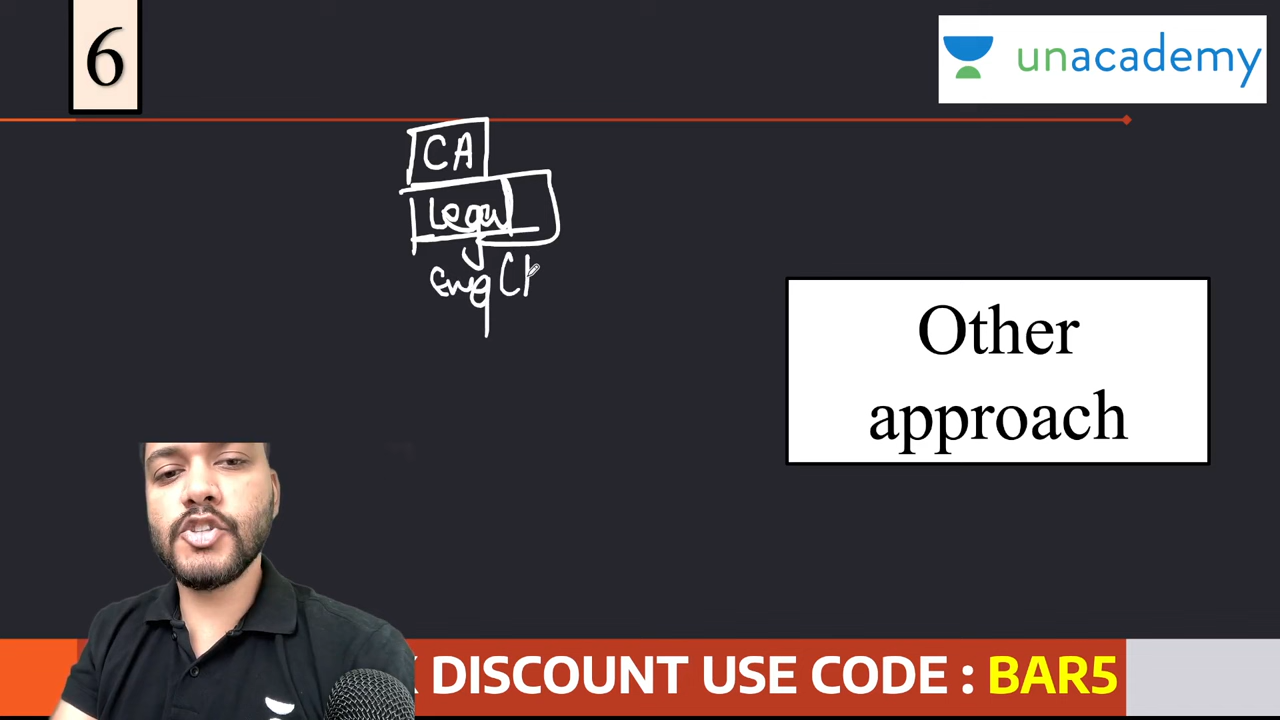 6
unacademy
CA
Legal
Eng
Other
approach
DISCOUNT USE CODE : BAR5